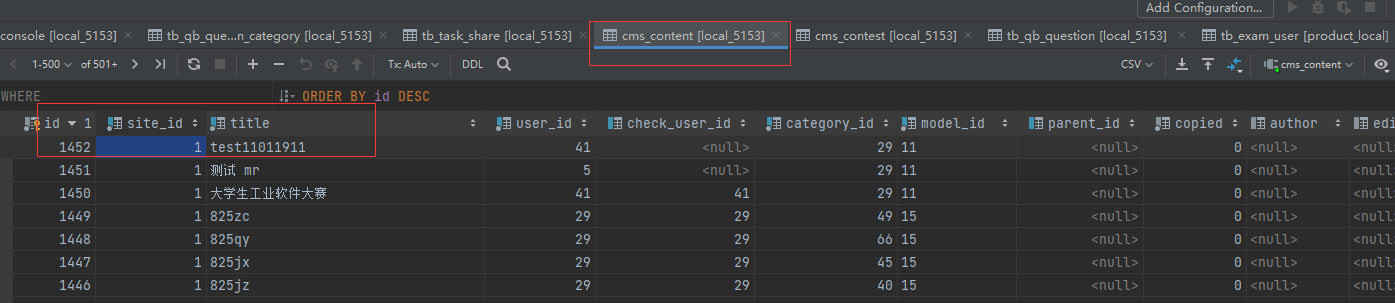 Add Configuration...
console [local_5153] tb_qb_que...n_category [local_5153] tb_task_share [local_5153] cms_content [local_5153] cms_contest [local_5153] tb_qb_question [local_5153] tb_exam_user [product_local]
1-500 of 501+ Tx: Auto DDL CSV cms_content
WHERE ORDER BY id DESC
id 1 site_id title user_id check_user_id category_id model_id parent_id copied author edi
1452 1 test11011911 41 <null> 29 11 <null> 0 <null> <null>
1451 1 测试 mr 5 <null> 29 11 <null> 0 <null> <null>
1450 1 大学生工业软件大赛 41 41 29 11 <null> 0 <null> <null>
1449 1 825zc 29 29 49 15 <null> 0 <null> <null>
1448 1 825qy 29 29 66 15 <null> 0 <null> <null>
1447 1 825jx 29 29 45 15 <null> 0 <null> <null>
1446 1 825jz 29 29 40 15 <null> 0 <null> <null>